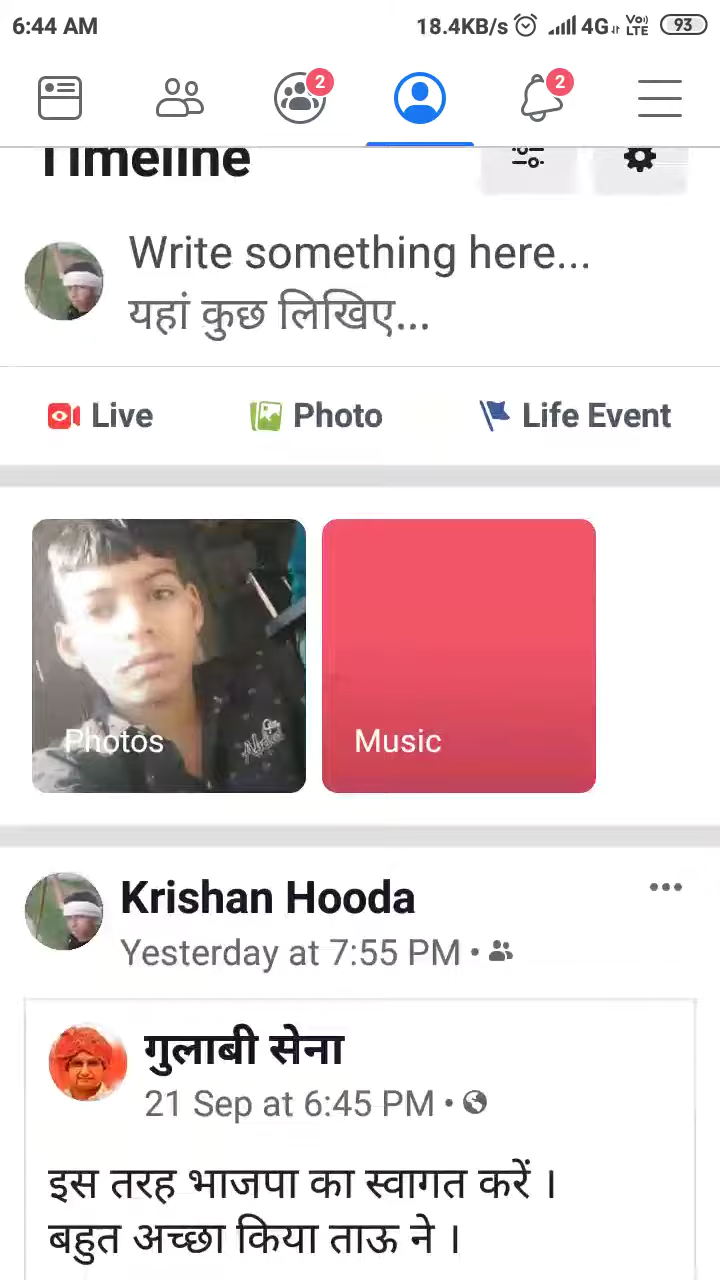 6:44 AM
18.4KB/s 4G Vo) LTE 93
2
2
Timeline
Write something here...
यहां कुछ लिखिए...
Live Photo Life Event
Photos
Music
Krishan Hooda
Yesterday at 7:55 PM •
गुलाबी सेना
21 Sep at 6:45 PM •
इस तरह भाजपा का स्वागत करें ।
बहुत अच्छा किया ताऊ ने ।